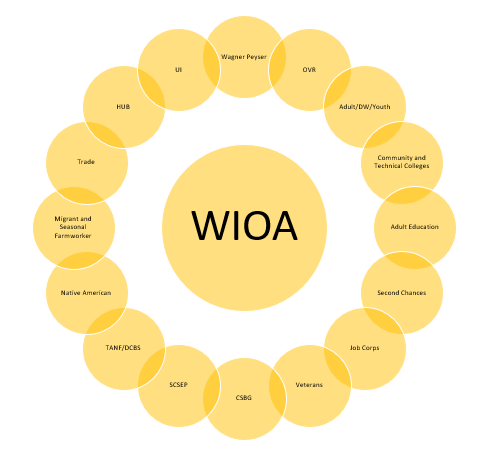 Wagner Peyser
OVR
Adult/DW/Youth
Community and
Technical Colleges
Adult Education
Second Chances
Job Corps
Veterans
CSBG
SCSEP
TANF/DCBS
Native American
Migrant and
Seasonal
Farmworker
Trade
HUB
UI
WIOA